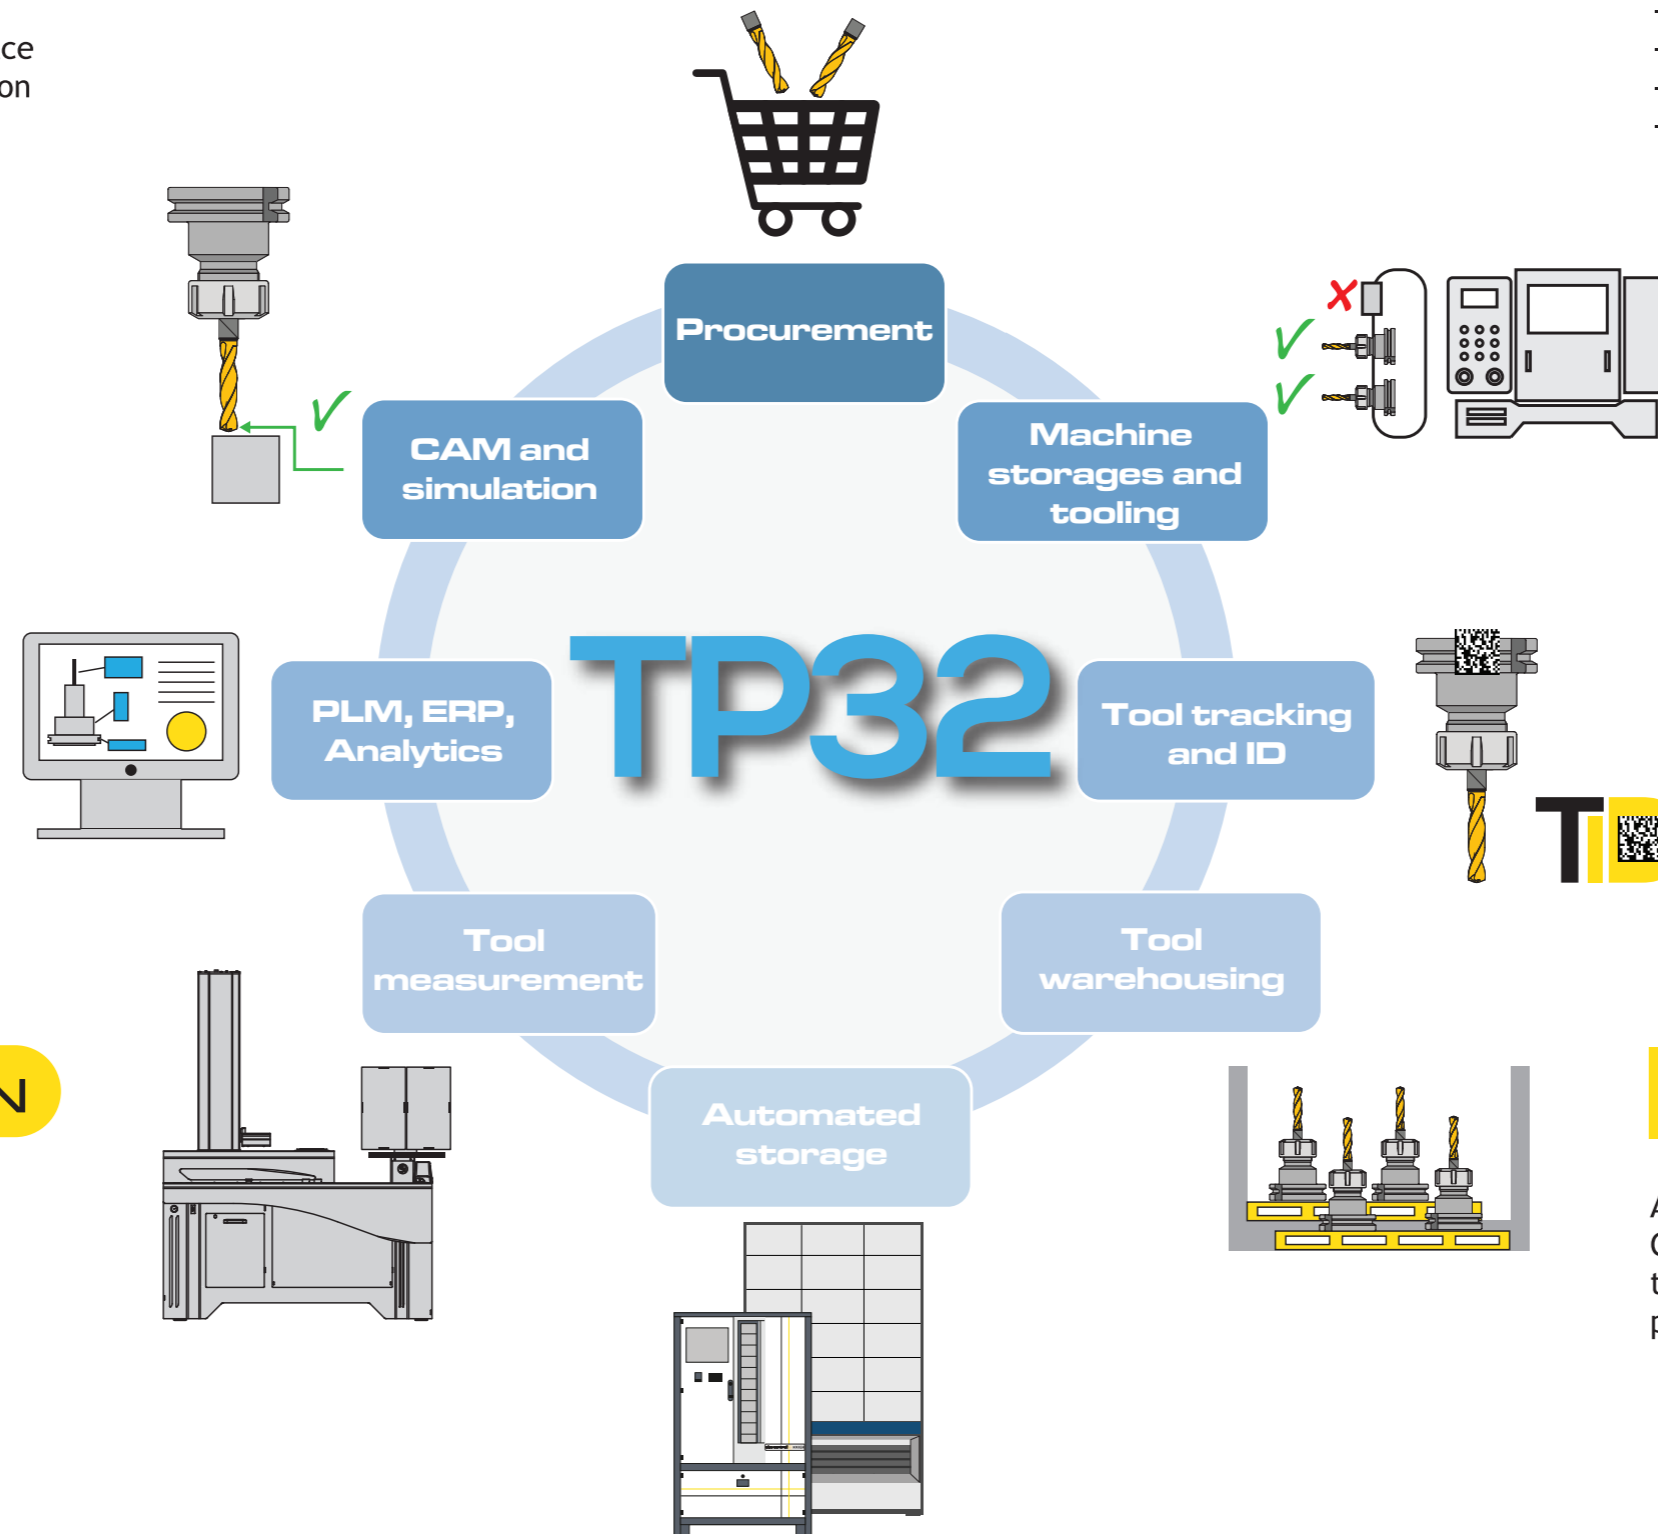 ce
on
Procurement
CAM and
simulation
Machine
storages and
tooling
TP32
PLM, ERP,
Analytics
Tool tracking
and ID
TiD
Tool
measurement
Tool
warehousing
N
Automated
storage
A
t
p